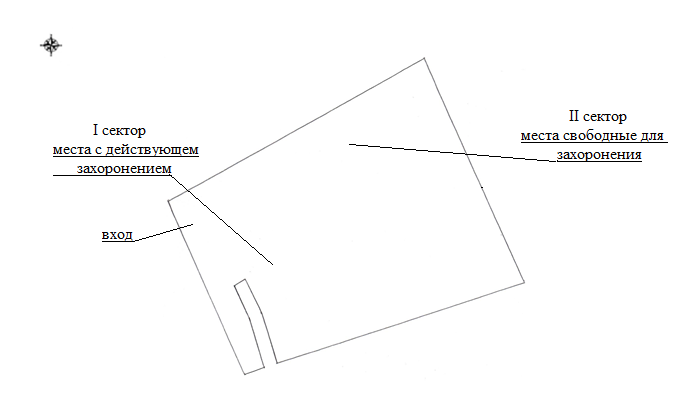 I сектор
места с действующем
захоронением
II сектор
места свободные для
захоронения
вход